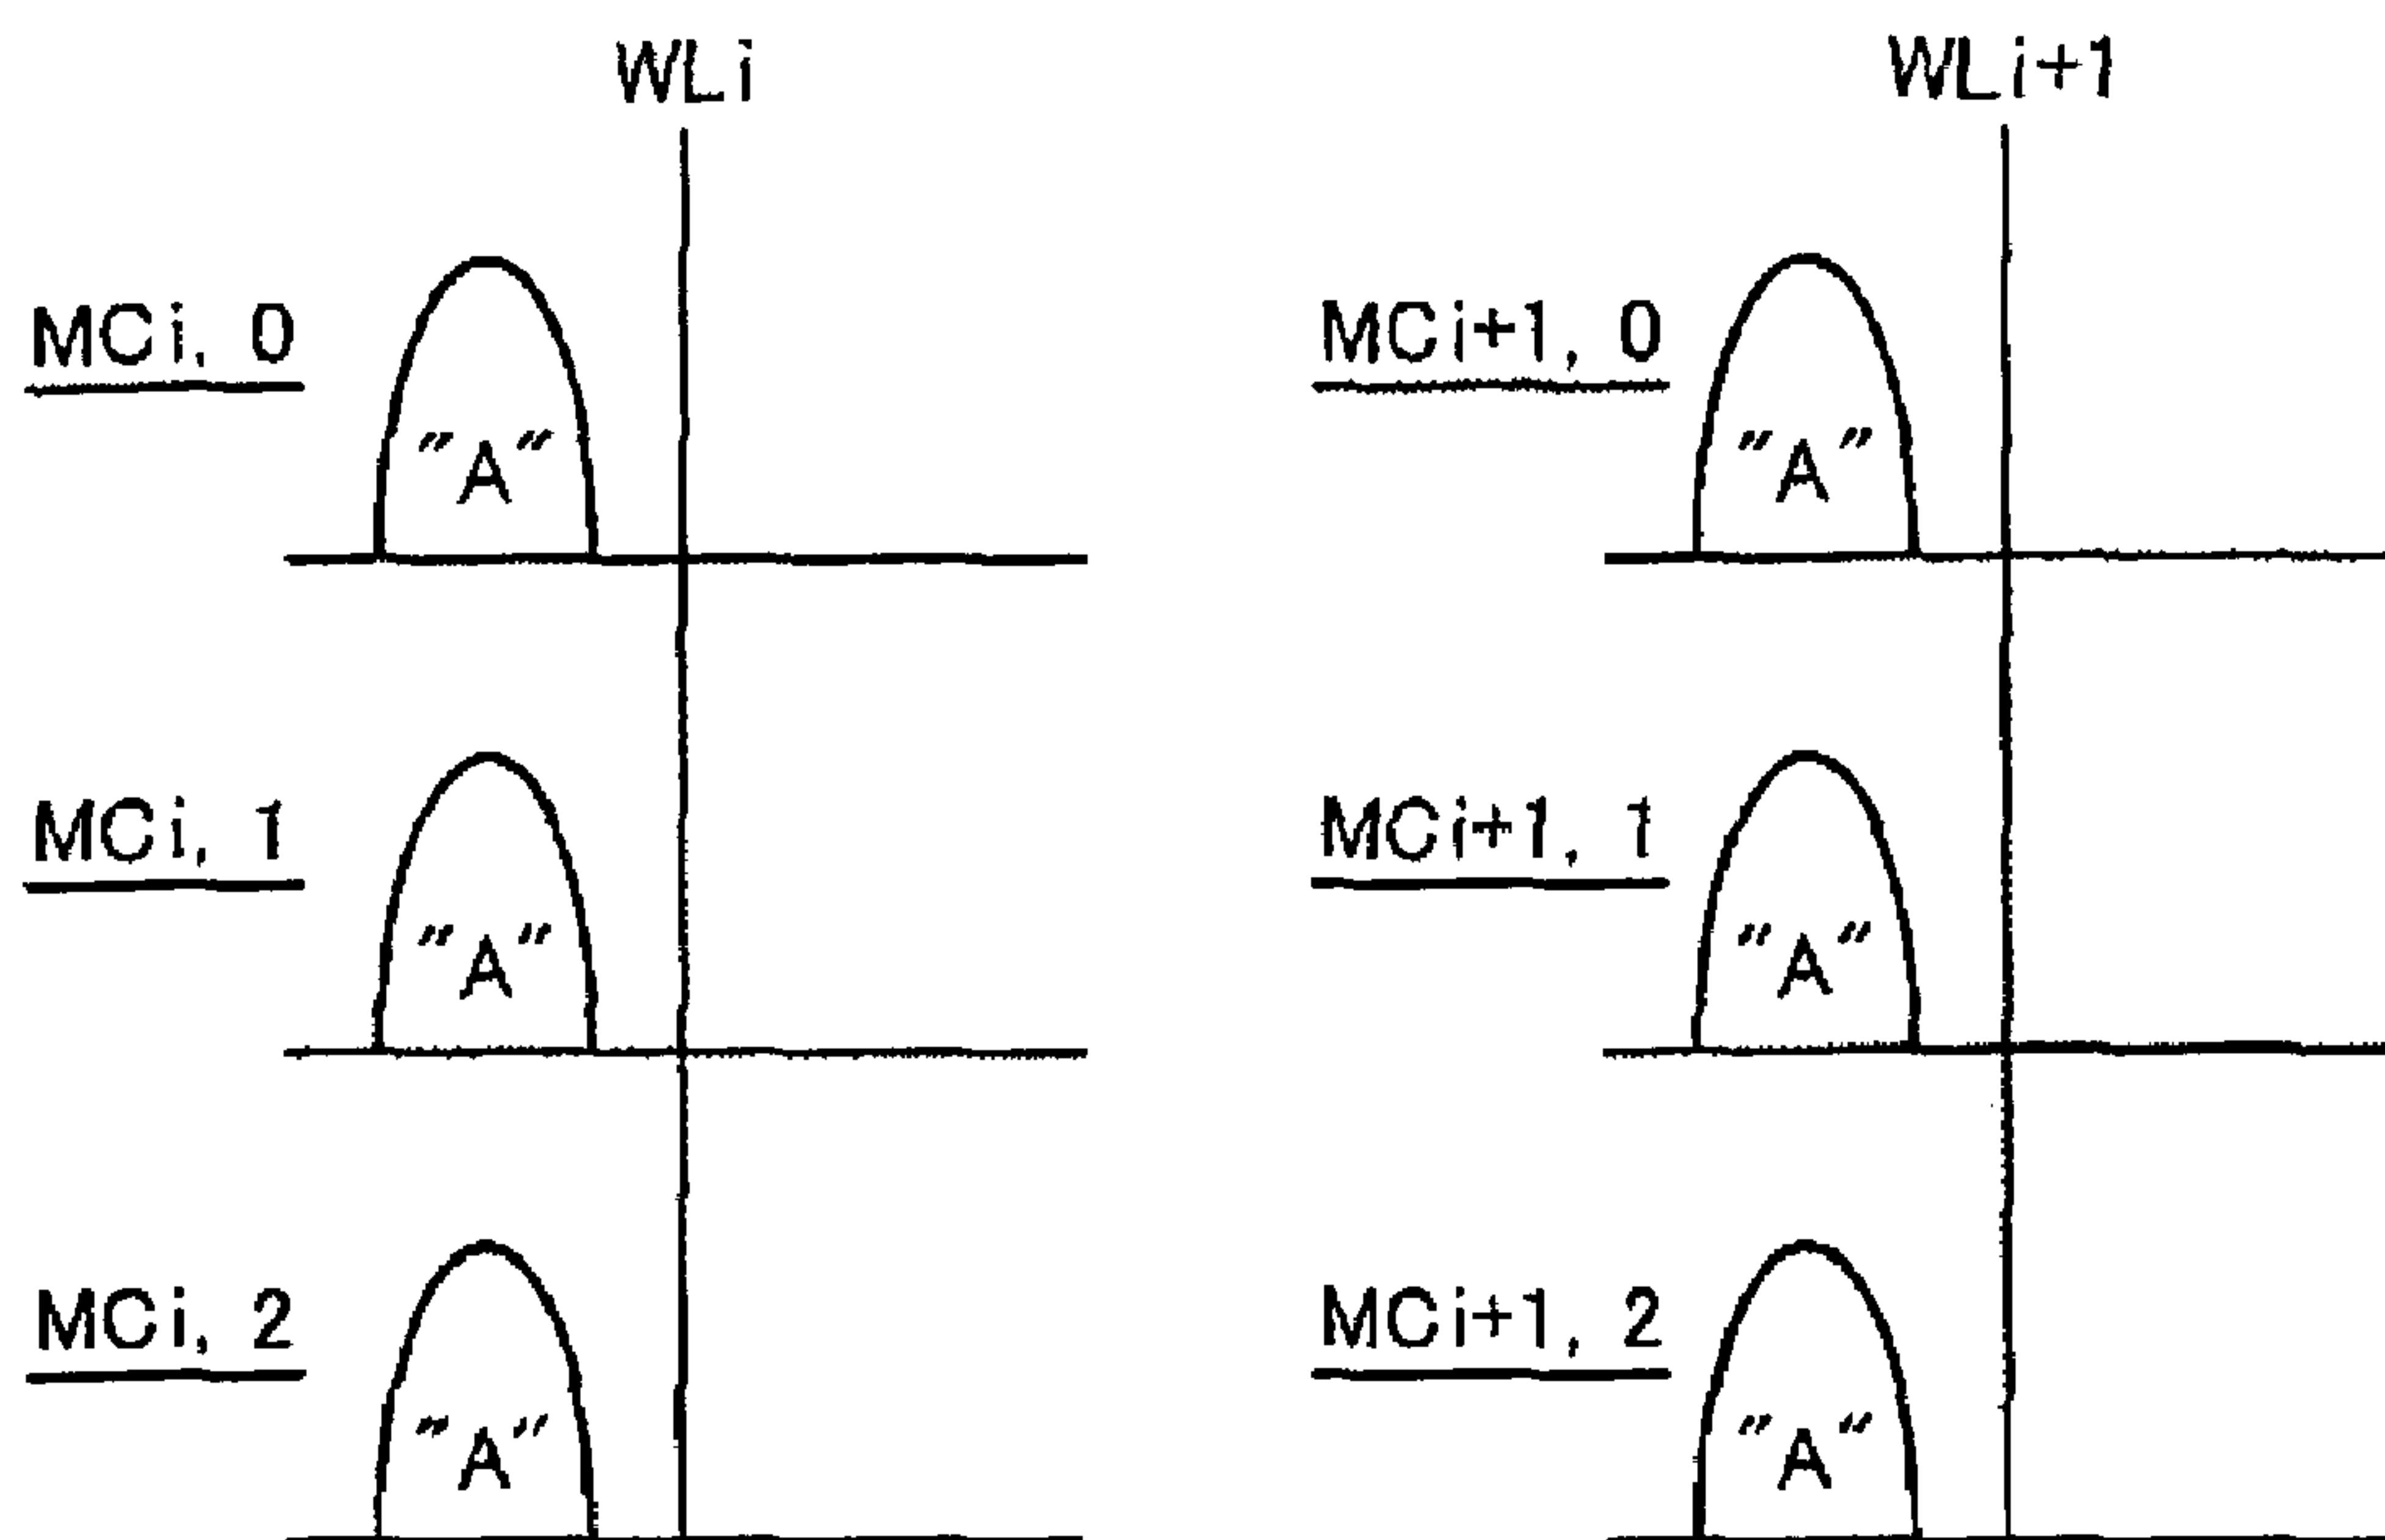 WLi WLi+1
MCi, 0 MCi+1, 0
"A" "A"
MCi, 1 MCi+1, 1
"A" "A"
MCi, 2 MCi+1, 2
"A" "A"